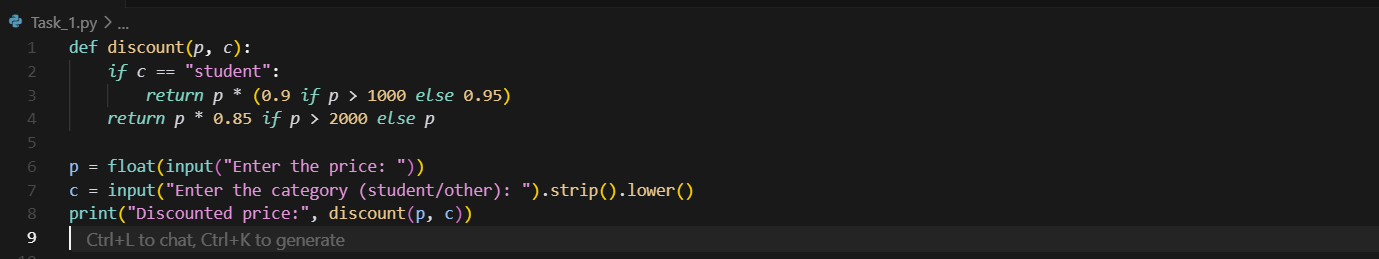 Task_1.py > ...
1 def discount(p, c):
2     if c == "student":
3         return p * (0.9 if p > 1000 else 0.95)
4     return p * 0.85 if p > 2000 else p
5
6 p = float(input("Enter the price: "))
7 c = input("Enter the category (student/other): ").strip().lower()
8 print("Discounted price:", discount(p, c))
9 Ctrl+L to chat, Ctrl+K to generate
10